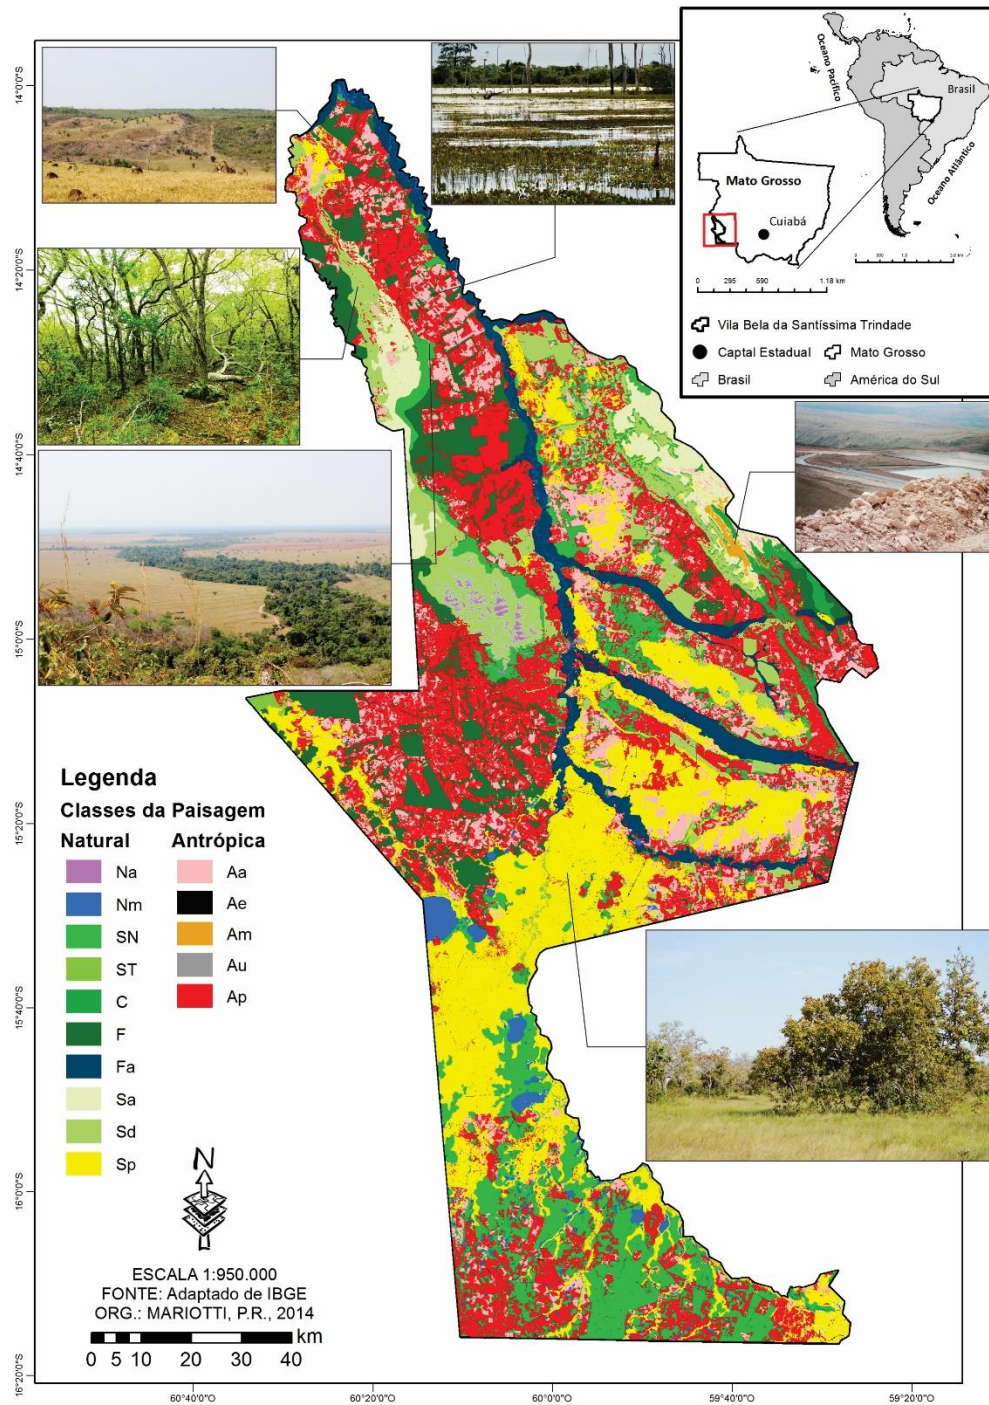 Oceano Pacífico
Brasil
Oceano Atlântico
Mato Grosso
Cuiabá
0 295 590 1.18 km
Vila Bela da Santíssima Trindade
Captal Estadual
Mato Grosso
Brasil
América do Sul
14°0'0"S
14°20'0"S
14°40'0"S
15°0'0"S
15°20'0"S
15°40'0"S
16°0'0"S
16°20'0"S
Legenda
Classes da Paisagem
Natural Antrópica
Na Aa
Nm Ae
SN Am
ST Au
C Ap
F
Fa
Sa
Sd
Sp
N
ESCALA 1:950.000
FONTE: Adaptado de IBGE
ORG.: MARIOTTI, P.R., 2014
km
0 5 10 20 30 40
60°40'0"O 60°20'0"O 60°0'0"O 59°40'0"O 59°20'0"O